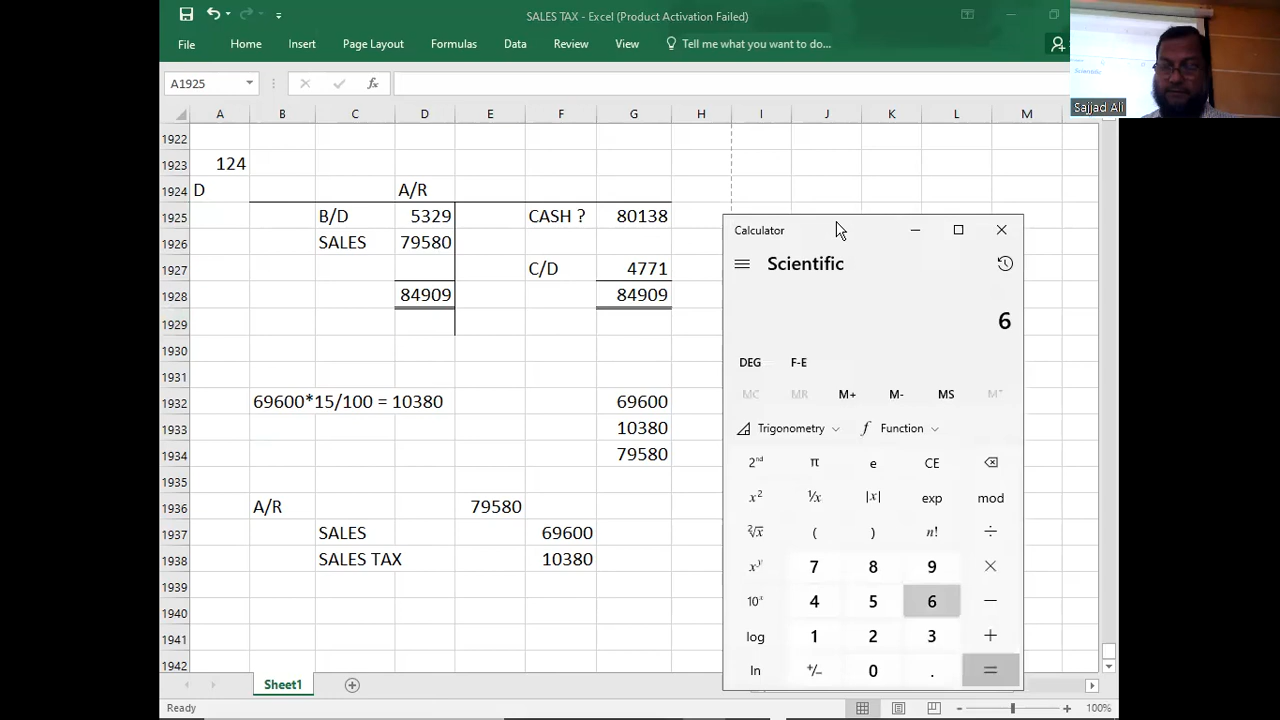 SALES TAX - Excel (Product Activation Failed)
File Home Insert Page Layout Formulas Data Review View Tell me what you want to do...
Sajjad Ali
A1925 fx
A B C D E F G H I J K L M N
1922
1923 124
1924 D A/R
1925 B/D 5329 CASH ? 80138
1926 SALES 79580
1927 C/D 4771
1928 84909 84909
1929
1930
1931
1932 69600*15/100 = 10380 69600
1933 10380
1934 79580
1935
1936 A/R 79580
1937 SALES 69600
1938 SALES TAX 10380
1939
1940
1941
1942
Sheet1
Ready 100%
Calculator
Scientific
6
DEG F-E
MC MR M+ M- MS M˅
Trigonometry Function
2nd π e CE
x² ¹/x |x| exp mod
²√x ( ) n! ÷
xʸ 7 8 9 ×
10ˣ 4 5 6 −
log 1 2 3 +
ln +/− 0 . =